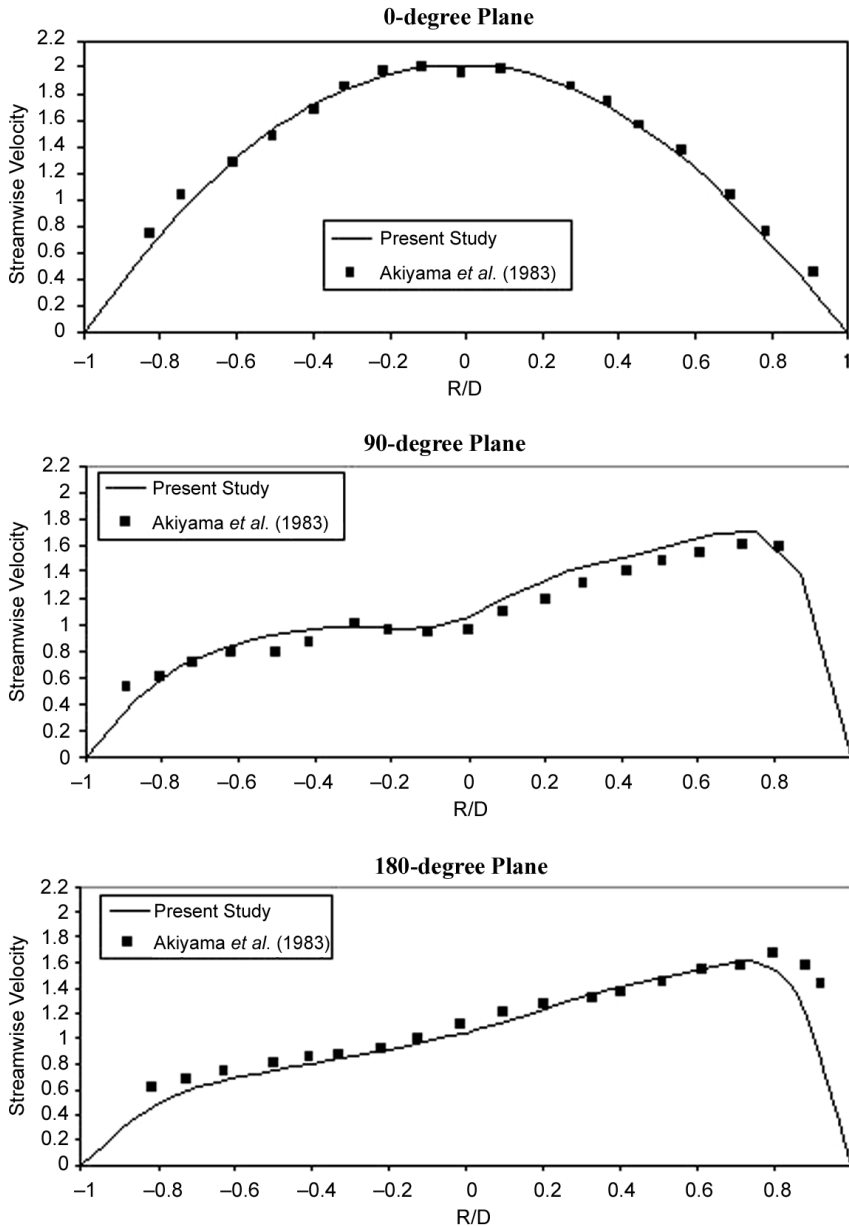 0-degree Plane
2.2
2
1.8
1.6
1.4
1.2
1
0.8
0.6
0.4
0.2
0
Streamwise Velocity
Present Study
Akiyama et al. (1983)
–1 –0.8 –0.6 –0.4 –0.2 0 0.2 0.4 0.6 0.8 1
R/D
90-degree Plane
2.2
2
1.8
1.6
1.4
1.2
1
0.8
0.6
0.4
0.2
0
Streamwise Velocity
Present Study
Akiyama et al. (1983)
–1 –0.8 –0.6 –0.4 –0.2 0 0.2 0.4 0.6 0.8
R/D
180-degree Plane
2.2
2
1.8
1.6
1.4
1.2
1
0.8
0.6
0.4
0.2
0
Streamwise Velocity
Present Study
Akiyama et al. (1983)
–1 –0.8 –0.6 –0.4 –0.2 0 0.2 0.4 0.6 0.8
R/D